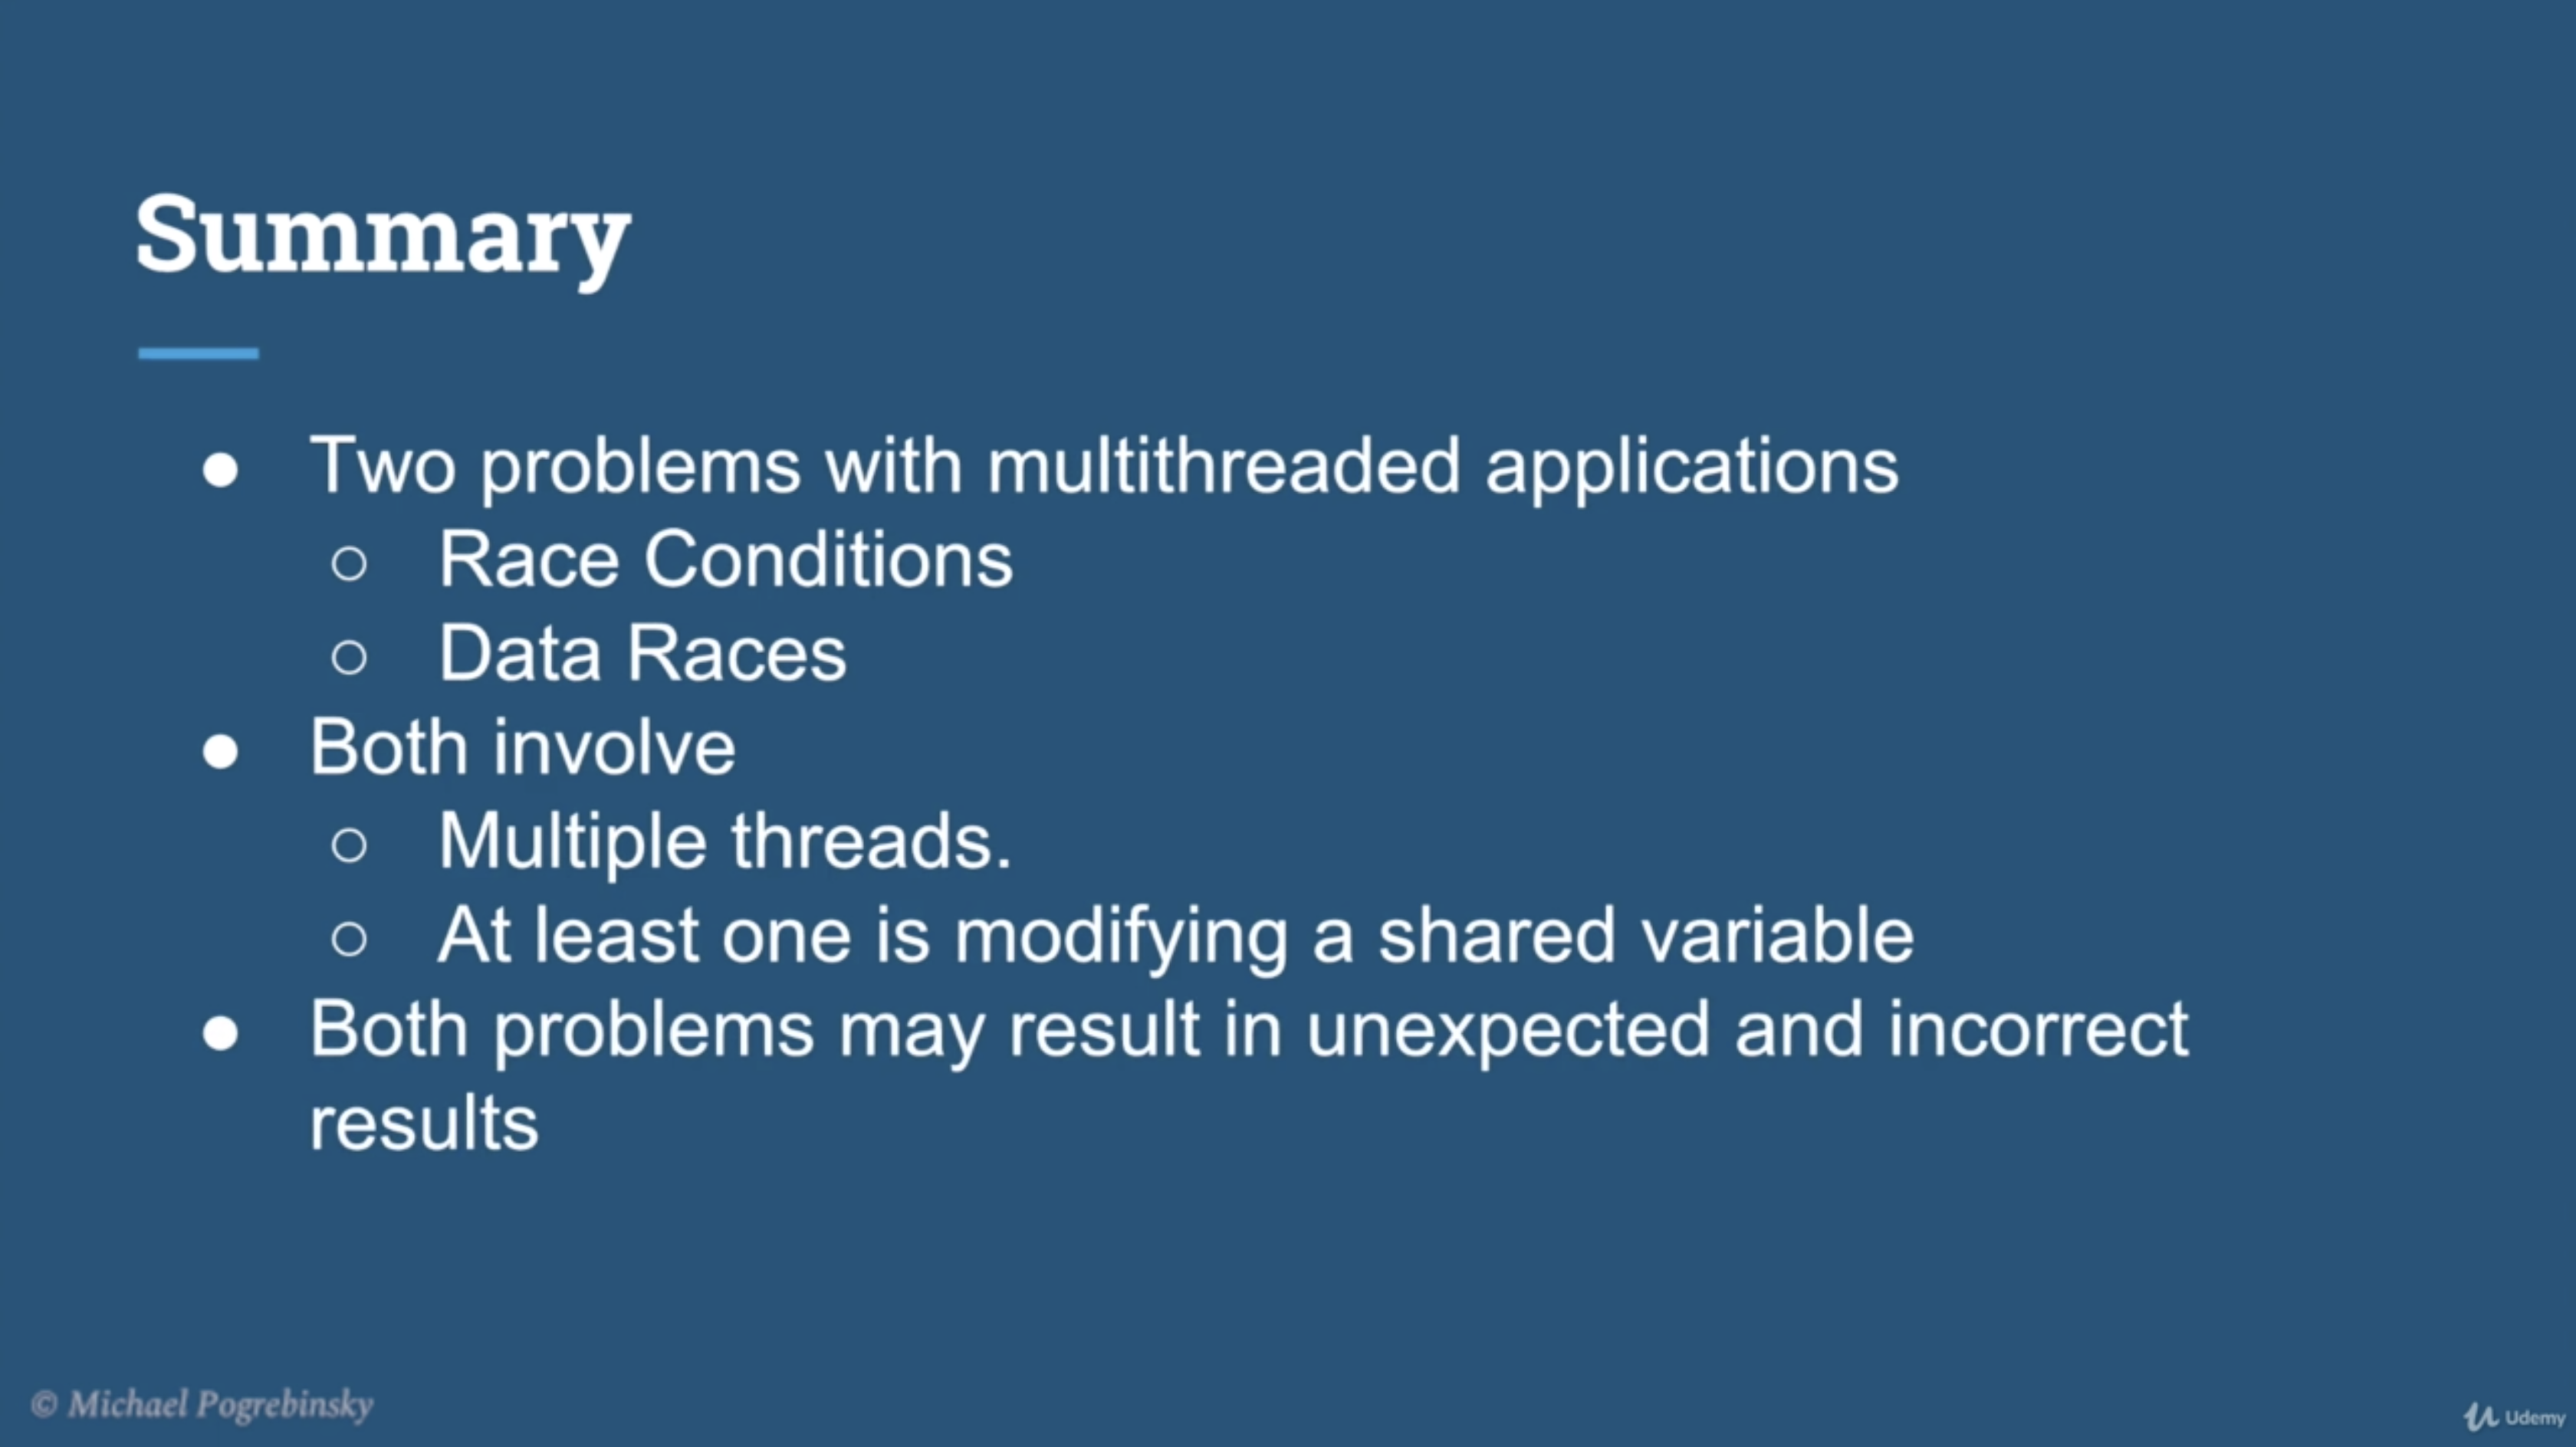 Summary
● Two problems with multithreaded applications
○ Race Conditions
○ Data Races
● Both involve
○ Multiple threads.
○ At least one is modifying a shared variable
● Both problems may result in unexpected and incorrect
results
© Michael Pogrebinsky
Udemy